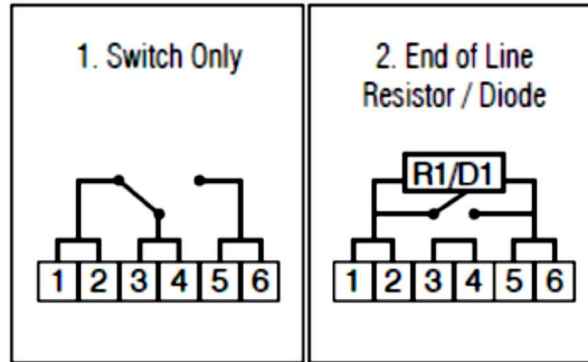 1. Switch Only
1 2 3 4 5 6
2. End of Line
Resistor / Diode
R1/D1
1 2 3 4 5 6